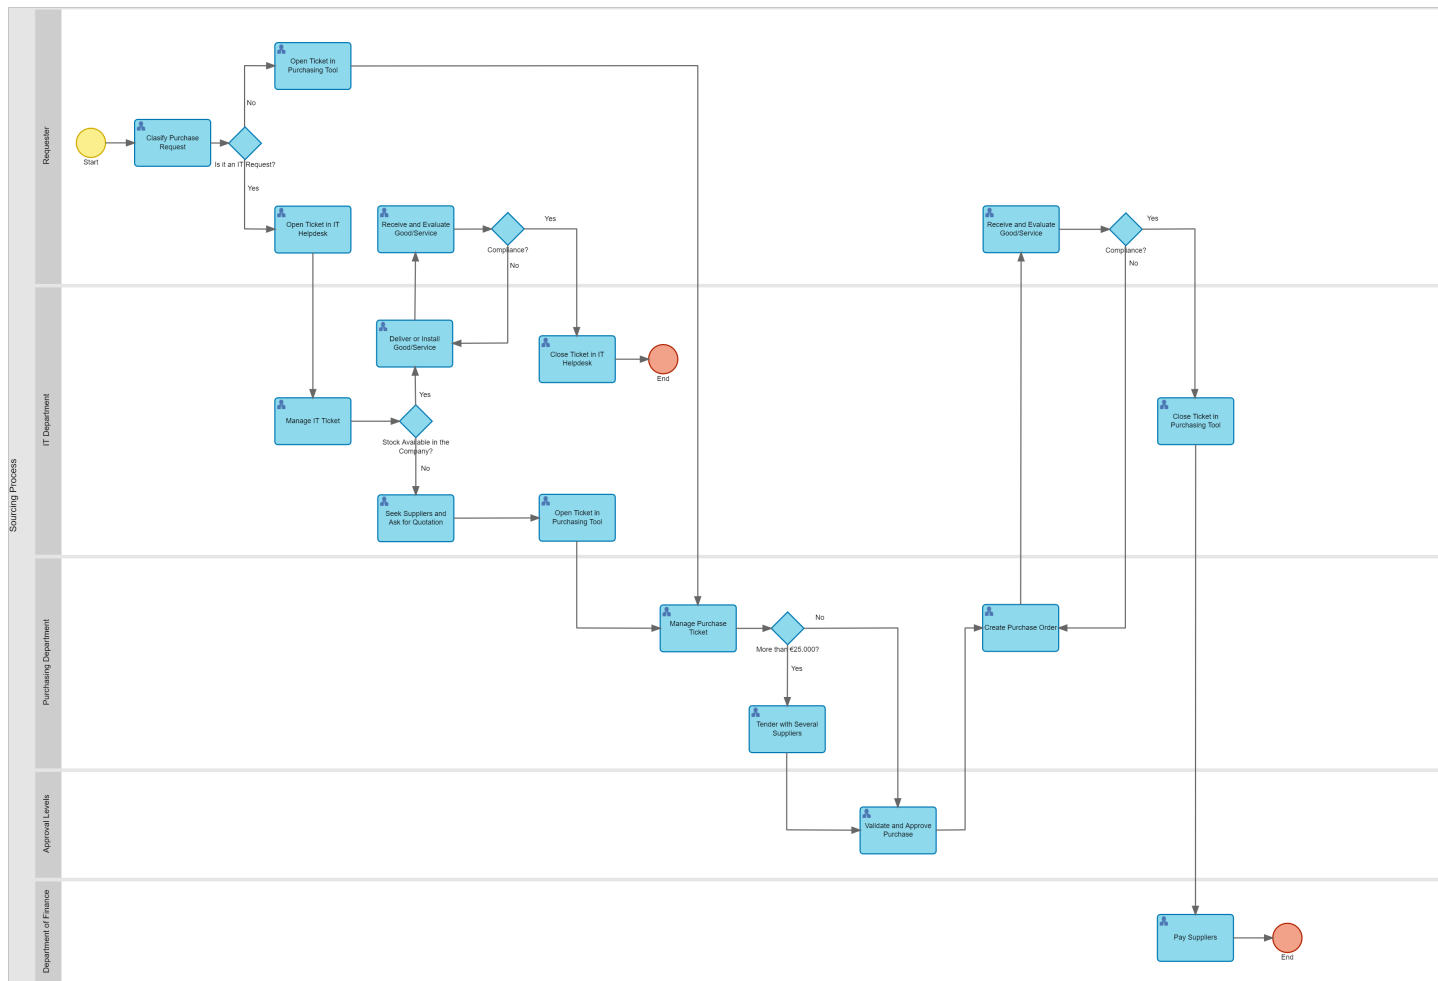 Sourcing Process
Requester
Open Ticket in
Purchasing Tool
No
Clasify Purchase
Request
Start
Is it an IT Request?
Yes
Open Ticket in IT
Helpdesk
Receive and Evaluate
Good/Service
Yes
Compliance?
No
Receive and Evaluate
Good/Service
Yes
Compliance?
No
IT Department
Deliver or Install
Good/Service
Close Ticket in IT
Helpdesk
End
Yes
Manage IT Ticket
Stock Available in the
Company?
No
Close Ticket in
Purchasing Tool
Seek Suppliers and
Ask for Quotation
Open Ticket in
Purchasing Tool
Purchasing Department
Manage Purchase
Ticket
No
More than €25.000?
Yes
Create Purchase Order
Tender with Several
Suppliers
Approval Levels
Validate and Approve
Purchase
Department of Finance
Pay Suppliers
End